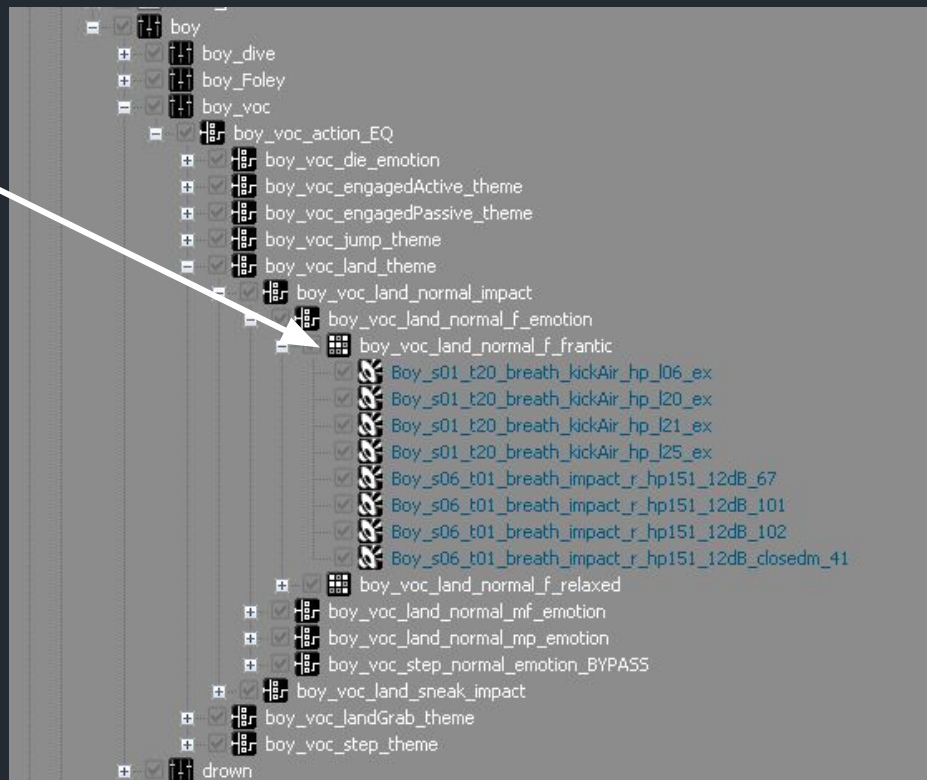 boy
boy_dive
boy_Foley
boy_voc
boy_voc_action_EQ
boy_voc_die_emotion
boy_voc_engagedActive_theme
boy_voc_engagedPassive_theme
boy_voc_jump_theme
boy_voc_land_theme
boy_voc_land_normal_impact
boy_voc_land_normal_f_emotion
boy_voc_land_normal_f_frantic
Boy_s01_t20_breath_kickAir_hp_l06_ex
Boy_s01_t20_breath_kickAir_hp_l20_ex
Boy_s01_t20_breath_kickAir_hp_l21_ex
Boy_s01_t20_breath_kickAir_hp_l25_ex
Boy_s06_t01_breath_impact_r_hp151_12dB_67
Boy_s06_t01_breath_impact_r_hp151_12dB_101
Boy_s06_t01_breath_impact_r_hp151_12dB_102
Boy_s06_t01_breath_impact_r_hp151_12dB_closedm_41
boy_voc_land_normal_f_relaxed
boy_voc_land_normal_mf_emotion
boy_voc_land_normal_mp_emotion
boy_voc_step_normal_emotion_BYPASS
boy_voc_land_sneak_impact
boy_voc_landGrab_theme
boy_voc_step_theme
drown